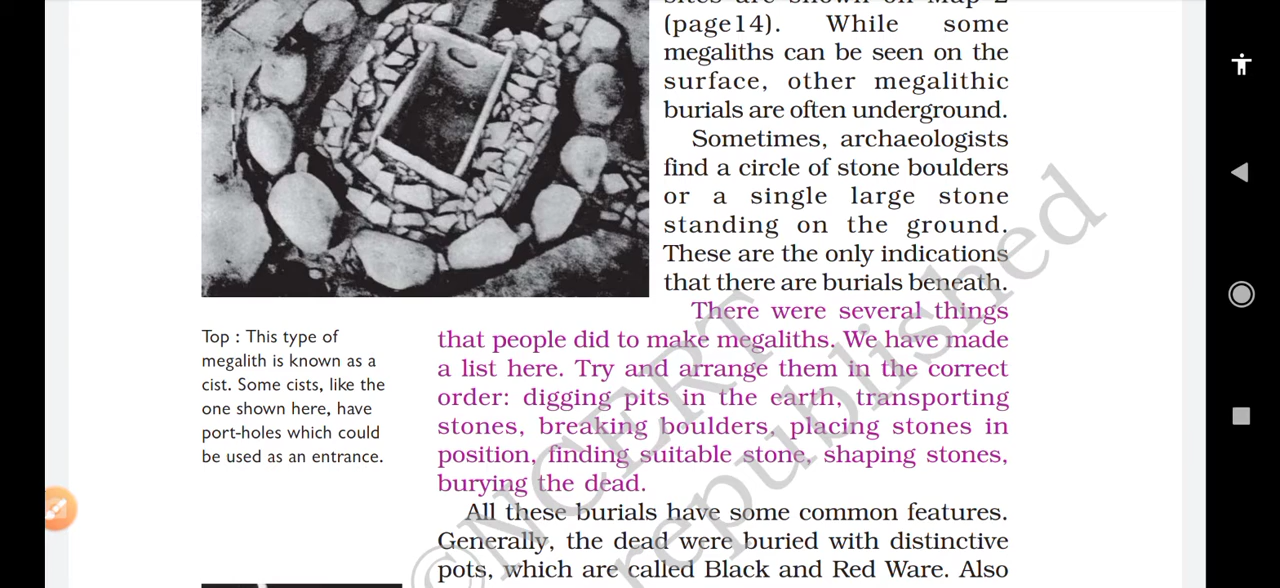 sites are shown on Map 2
(page14). While some
megaliths can be seen on the
surface, other megalithic
burials are often underground.
Sometimes, archaeologists
find a circle of stone boulders
or a single large stone
standing on the ground.
These are the only indications
that there are burials beneath.
There were several things
that people did to make megaliths. We have made
a list here. Try and arrange them in the correct
order: digging pits in the earth, transporting
stones, breaking boulders, placing stones in
position, finding suitable stone, shaping stones,
burying the dead.
All these burials have some common features.
Generally, the dead were buried with distinctive
pots, which are called Black and Red Ware. Also
Top : This type of
megalith is known as a
cist. Some cists, like the
one shown here, have
port-holes which could
be used as an entrance.
©NCERT
republished